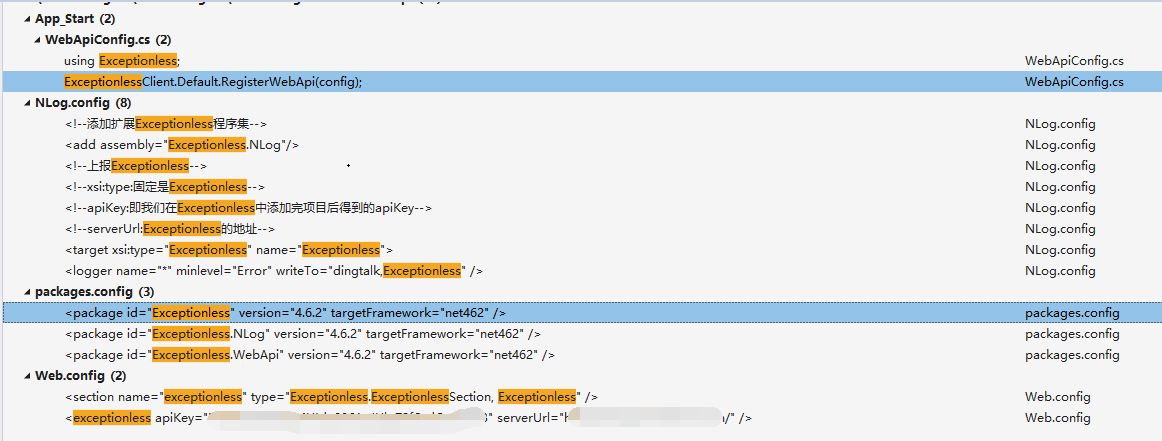 App_Start (2)
WebApiConfig.cs (2)
using Exceptionless; WebApiConfig.cs
ExceptionlessClient.Default.RegisterWebApi(config); WebApiConfig.cs
NLog.config (8)
<!--添加扩展Exceptionless程序集--> NLog.config
<add assembly="Exceptionless.NLog"/> NLog.config
<!--上报Exceptionless--> NLog.config
<!--xsi:type:固定是Exceptionless--> NLog.config
<!--apiKey:即我们在Exceptionless中添加完项目后得到的apiKey--> NLog.config
<!--serverUrl:Exceptionless的地址--> NLog.config
<target xsi:type="Exceptionless" name="Exceptionless"> NLog.config
<logger name="*" minlevel="Error" writeTo="dingtalk,Exceptionless" /> NLog.config
packages.config (3)
<package id="Exceptionless" version="4.6.2" targetFramework="net462" /> packages.config
<package id="Exceptionless.NLog" version="4.6.2" targetFramework="net462" /> packages.config
<package id="Exceptionless.WebApi" version="4.6.2" targetFramework="net462" /> packages.config
Web.config (2)
<section name="exceptionless" type="Exceptionless.ExceptionlessSection, Exceptionless" /> Web.config
<exceptionless apiKey=" " serverUrl="h /" /> Web.config